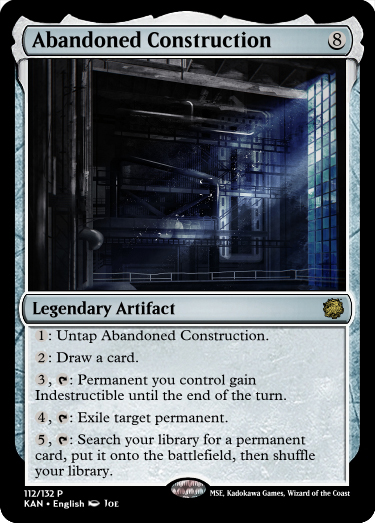 Abandoned Construction 8
Legendary Artifact
1: Untap Abandoned Construction.
2: Draw a card.
3, : Permanent you control gain
Indestructible until the end of the turn.
4, : Exile target permanent.
5, : Search your library for a permanent
card, put it onto the battlefield, then shuffle
your library.
112/132 P
KAN • English JOE
MSE, Kadokawa Games, Wizard of the Coast